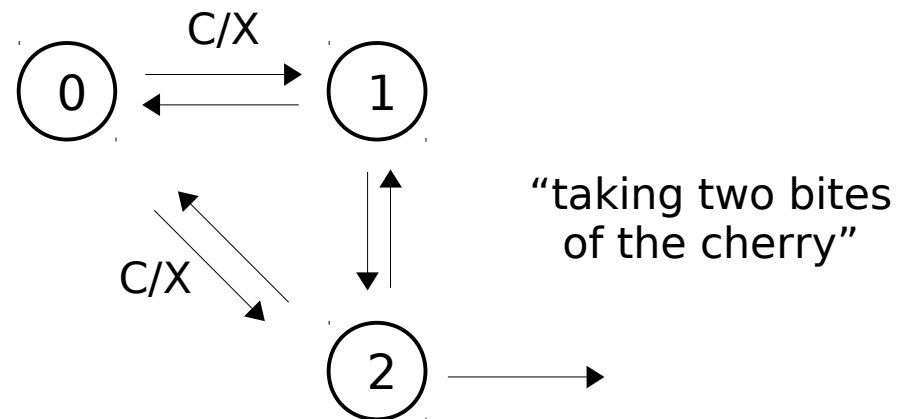 C/X
0
1
“taking two bites
of the cherry”
C/X
2